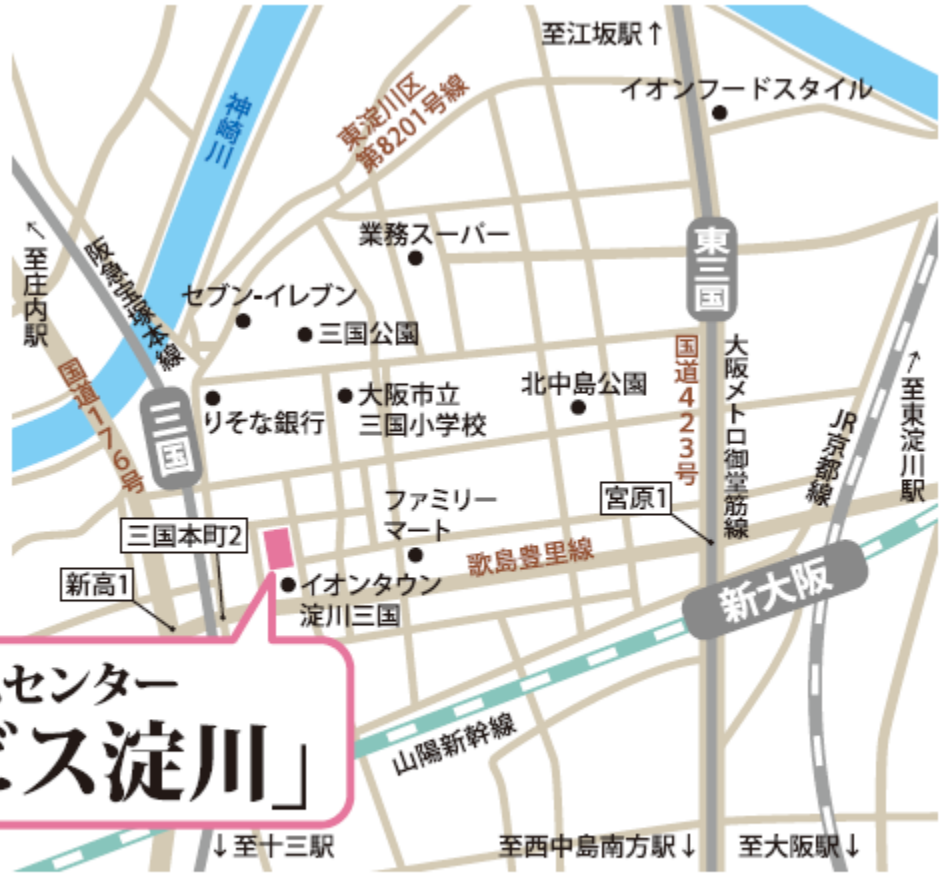 至江坂駅↑
イオンフードスタイル
神崎川
東淀川区
第8201号線
業務スーパー
東三国
↑至庄内駅
阪急宝塚本線
セブン-イレブン
三国公園
国道176号
三国
りそな銀行
大阪市立
三国小学校
北中島公園
国道423号
大阪メトロ御堂筋線
JR京都線
↑至東淀川駅
ファミリー
マート
宮原1
三国本町2
歌島豊里線
新高1
イオンタウン
淀川三国
新大阪
センター
ビス淀川」
山陽新幹線
↓至十三駅
至西中島南方駅↓
至大阪駅↓